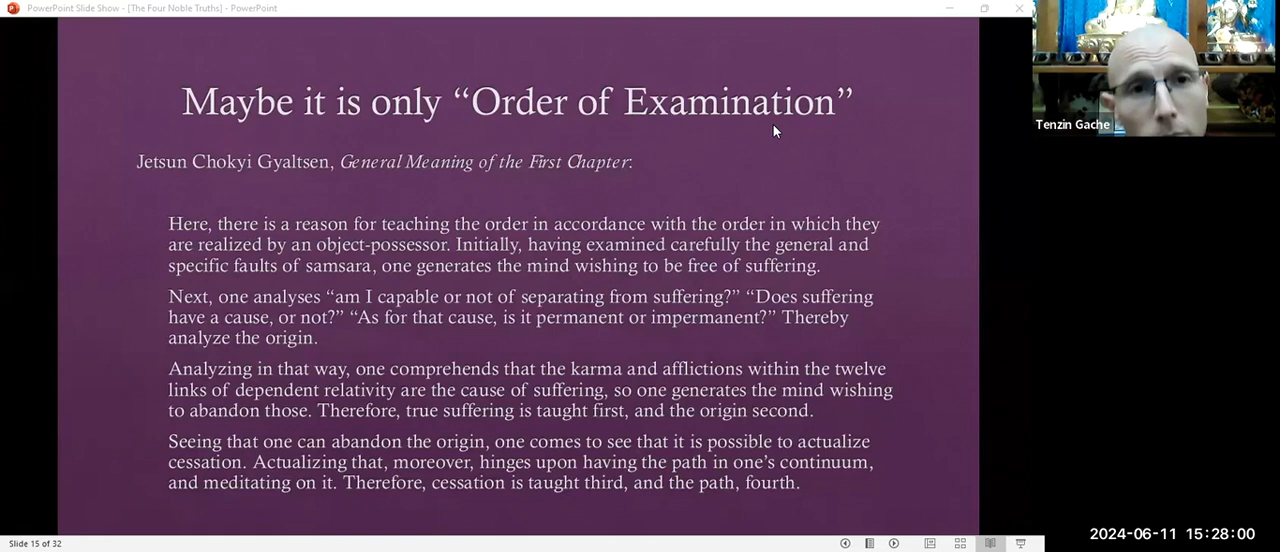 PowerPoint Slide Show - [The Four Noble Truths] - PowerPoint
Maybe it is only “Order of Examination”
Jetsun Chokyi Gyaltsen, General Meaning of the First Chapter:
Here, there is a reason for teaching the order in accordance with the order in which they
are realized by an object-possessor. Initially, having examined carefully the general and
specific faults of samsara, one generates the mind wishing to be free of suffering.
Next, one analyses “am I capable or not of separating from suffering?” “Does suffering
have a cause, or not?” “As for that cause, is it permanent or impermanent?” Thereby
analyze the origin.
Analyzing in that way, one comprehends that the karma and afflictions within the twelve
links of dependent relativity are the cause of suffering, so one generates the mind wishing
to abandon those. Therefore, true suffering is taught first, and the origin second.
Seeing that one can abandon the origin, one comes to see that it is possible to actualize
cessation. Actualizing that, moreover, hinges upon having the path in one’s continuum,
and meditating on it. Therefore, cessation is taught third, and the path, fourth.
Tenzin Gache
Slide 15 of 32
2024-06-11 15:28:00